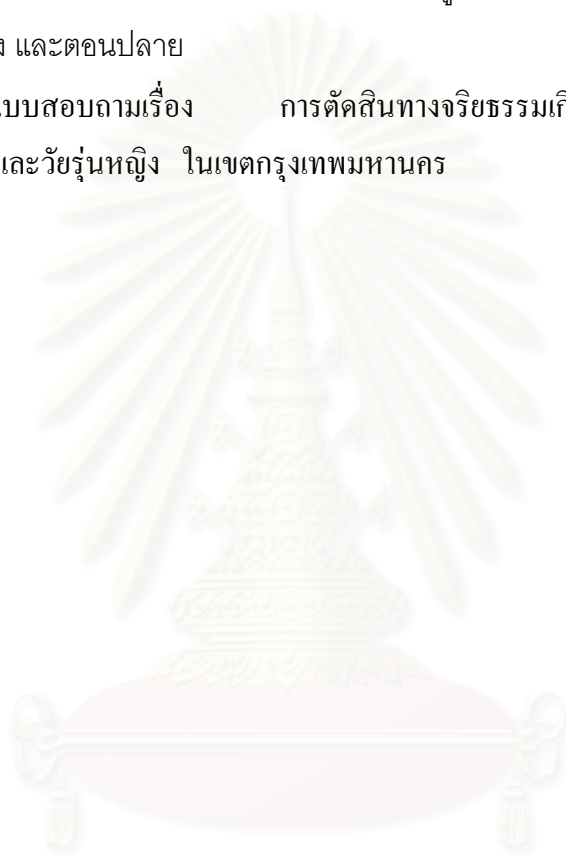 และตอนปลาย
แบบสอบถามเรื่อง การตัดสินทางจริยธรรม
และวัยรุ่นหญิง ในเขตกรุงเทพมหานคร